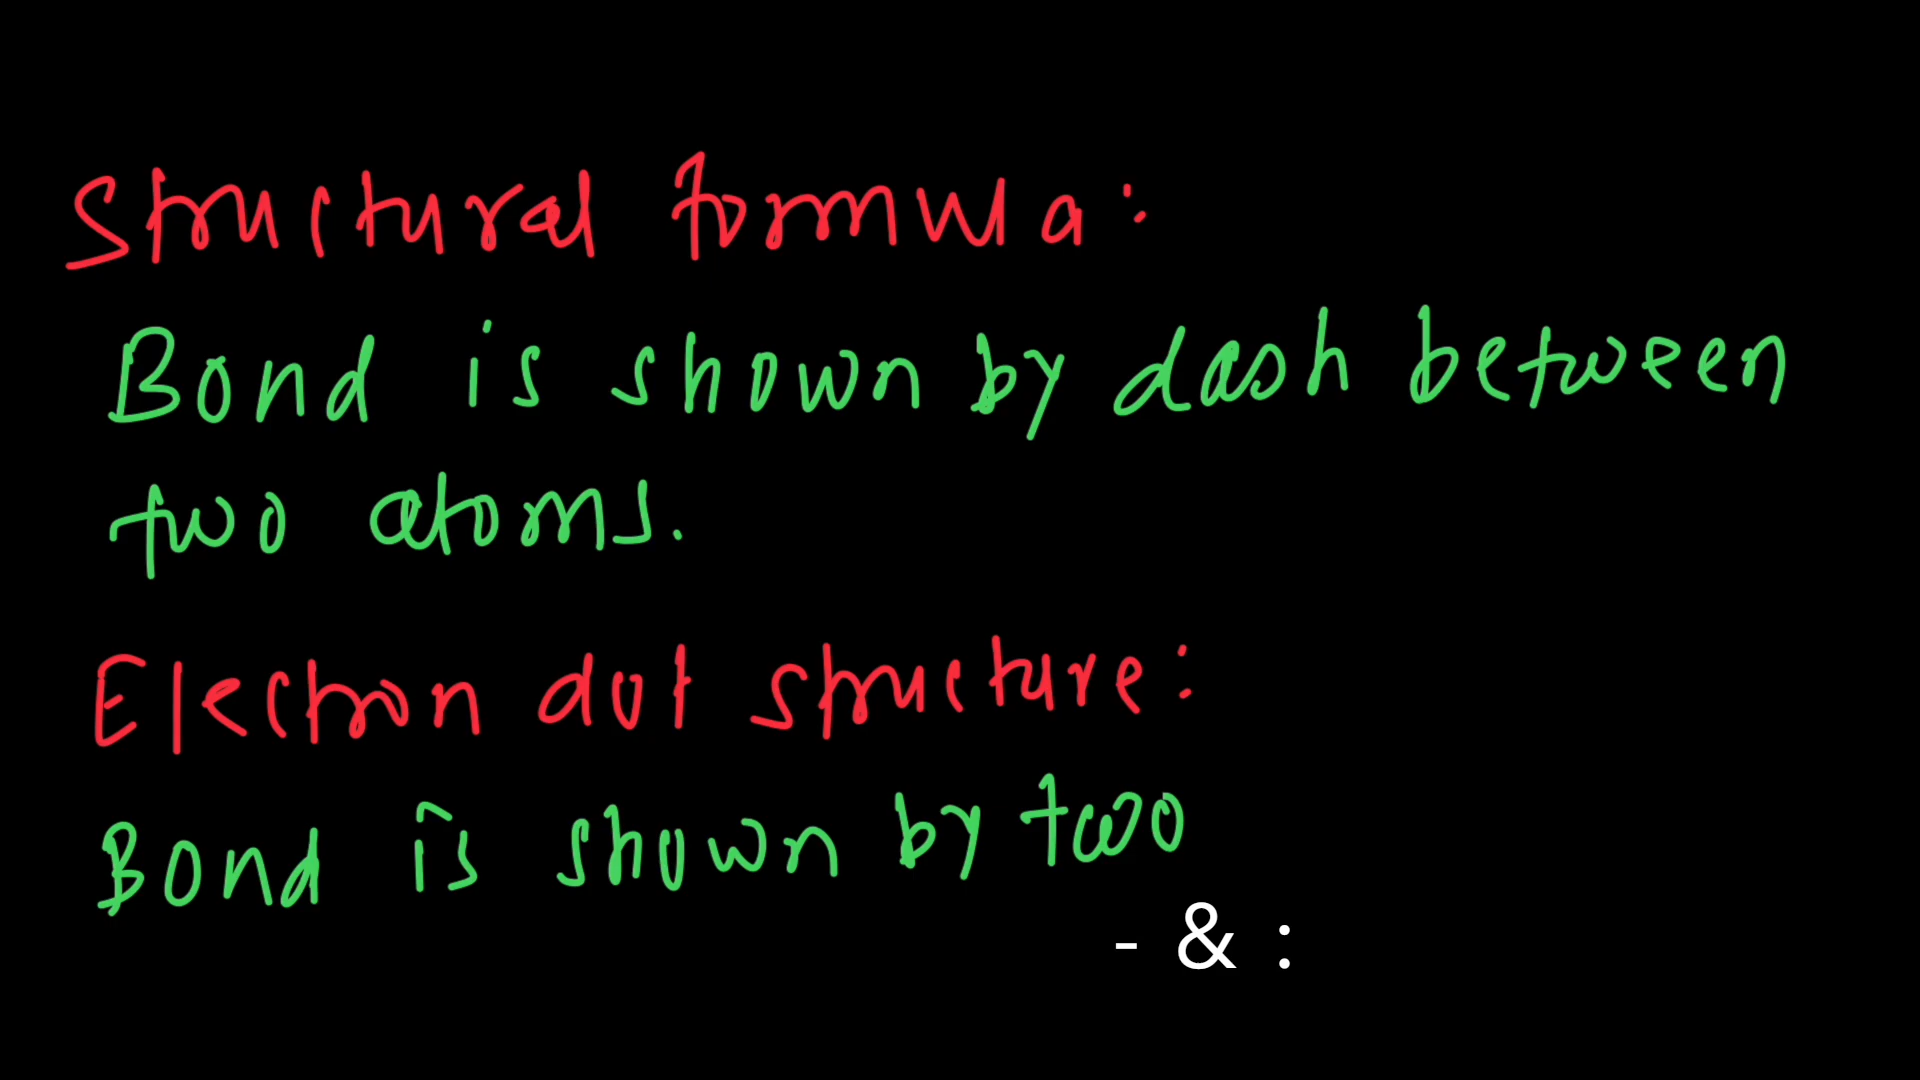 Structural formula:
Bond is shown by dash between
two atoms.
Electron dot structure:
Bond is shown by two
- & :